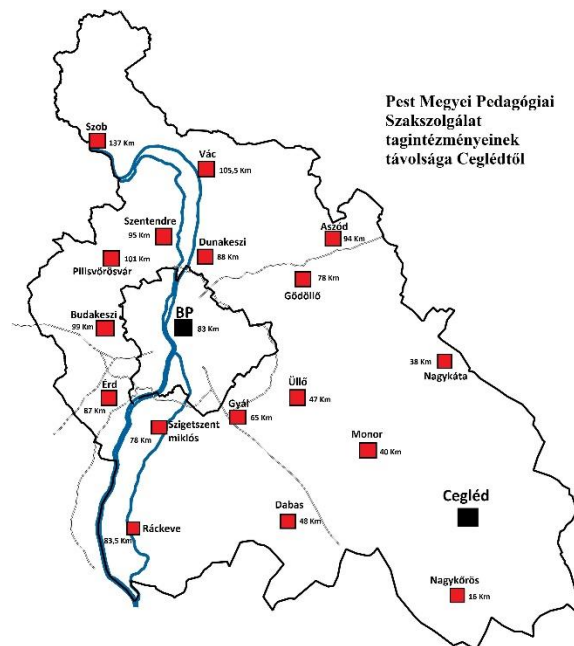 Pest Megyei Pedagógiai
Szakszolgálat
tagintézményeinek
távolsága Ceglédtől
Szob
137 Km
Vác
105,5 Km
Szentendre
95 Km
Dunakeszi
88 Km
Aszód
94 Km
101 Km
Pilisvörösvár
78 Km
Gödöllő
Budakeszi
99 Km
BP
83 Km
38 Km
Nagykáta
Érd
87 Km
Üllő
47 Km
Gyál
65 Km
Szigetszent
miklós
78 Km
Monor
40 Km
Cegléd
Dabas
48 Km
Ráckeve
83,5 Km
Nagykőrös
16 Km